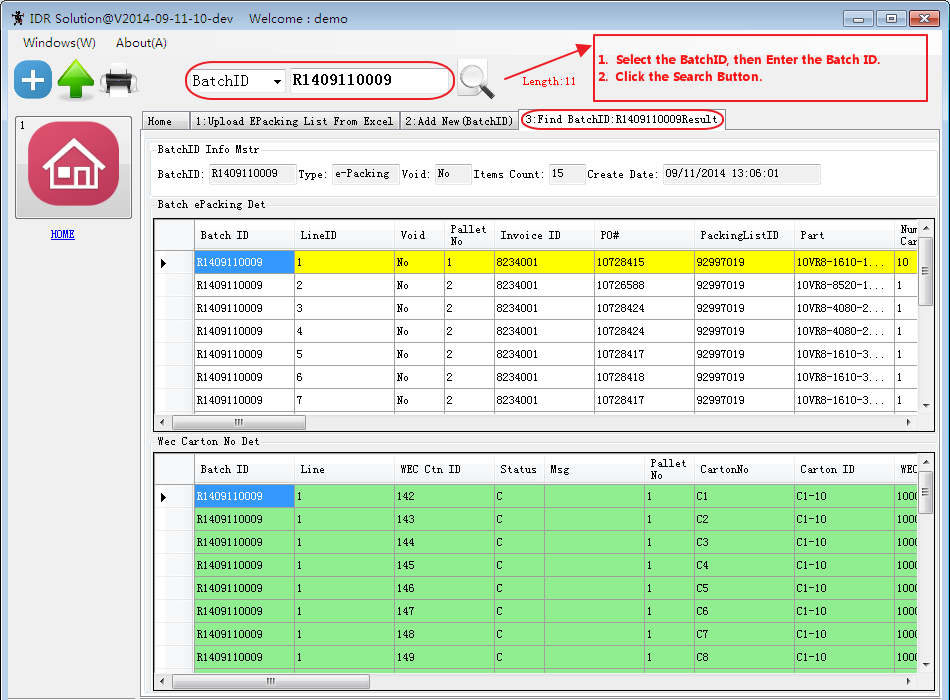 IDR Solution@V2014-09-11-10-dev Welcome : demo
Windows(W) About(A)
BatchID R1409110009 Length:11
1. Select the BatchID, then Enter the Batch ID.
2. Click the Search Button.
1
HOME
Home 1:Upload EPacking List From Excel 2:Add New(BatchID) 3:Find BatchID:R1409110009Result
BatchID Info Mstr
BatchID: R1409110009 Type: e-Packing Void: No Items Count: 15 Create Date: 09/11/2014 13:06:01
Batch ePacking Det
Batch ID LineID Void Pallet No Invoice ID PO# PackingListID Part Num Car
R1409110009 1 No 1 8234001 10728415 92997019 10VR8-1610-1... 10
R1409110009 2 No 2 8234001 10726588 92997019 10VR8-8520-1... 1
R1409110009 3 No 2 8234001 10728424 92997019 10VR8-4080-2... 1
R1409110009 4 No 2 8234001 10728424 92997019 10VR8-4080-2... 1
R1409110009 5 No 2 8234001 10728417 92997019 10VR8-1610-3... 1
R1409110009 6 No 2 8234001 10728418 92997019 10VR8-1610-3... 1
R1409110009 7 No 2 8234001 10728417 92997019 10VR8-1610-3... 1
Wec Carton No Det
Batch ID Line WEC Ctn ID Status Msg Pallet No CartonNo Carton ID WEC
R1409110009 1 142 C 1 C1 C1-10 1000
R1409110009 1 143 C 1 C2 C1-10 1000
R1409110009 1 144 C 1 C3 C1-10 1000
R1409110009 1 145 C 1 C4 C1-10 1000
R1409110009 1 146 C 1 C5 C1-10 1000
R1409110009 1 147 C 1 C6 C1-10 1000
R1409110009 1 148 C 1 C7 C1-10 1000
R1409110009 1 149 C 1 C8 C1-10 1000